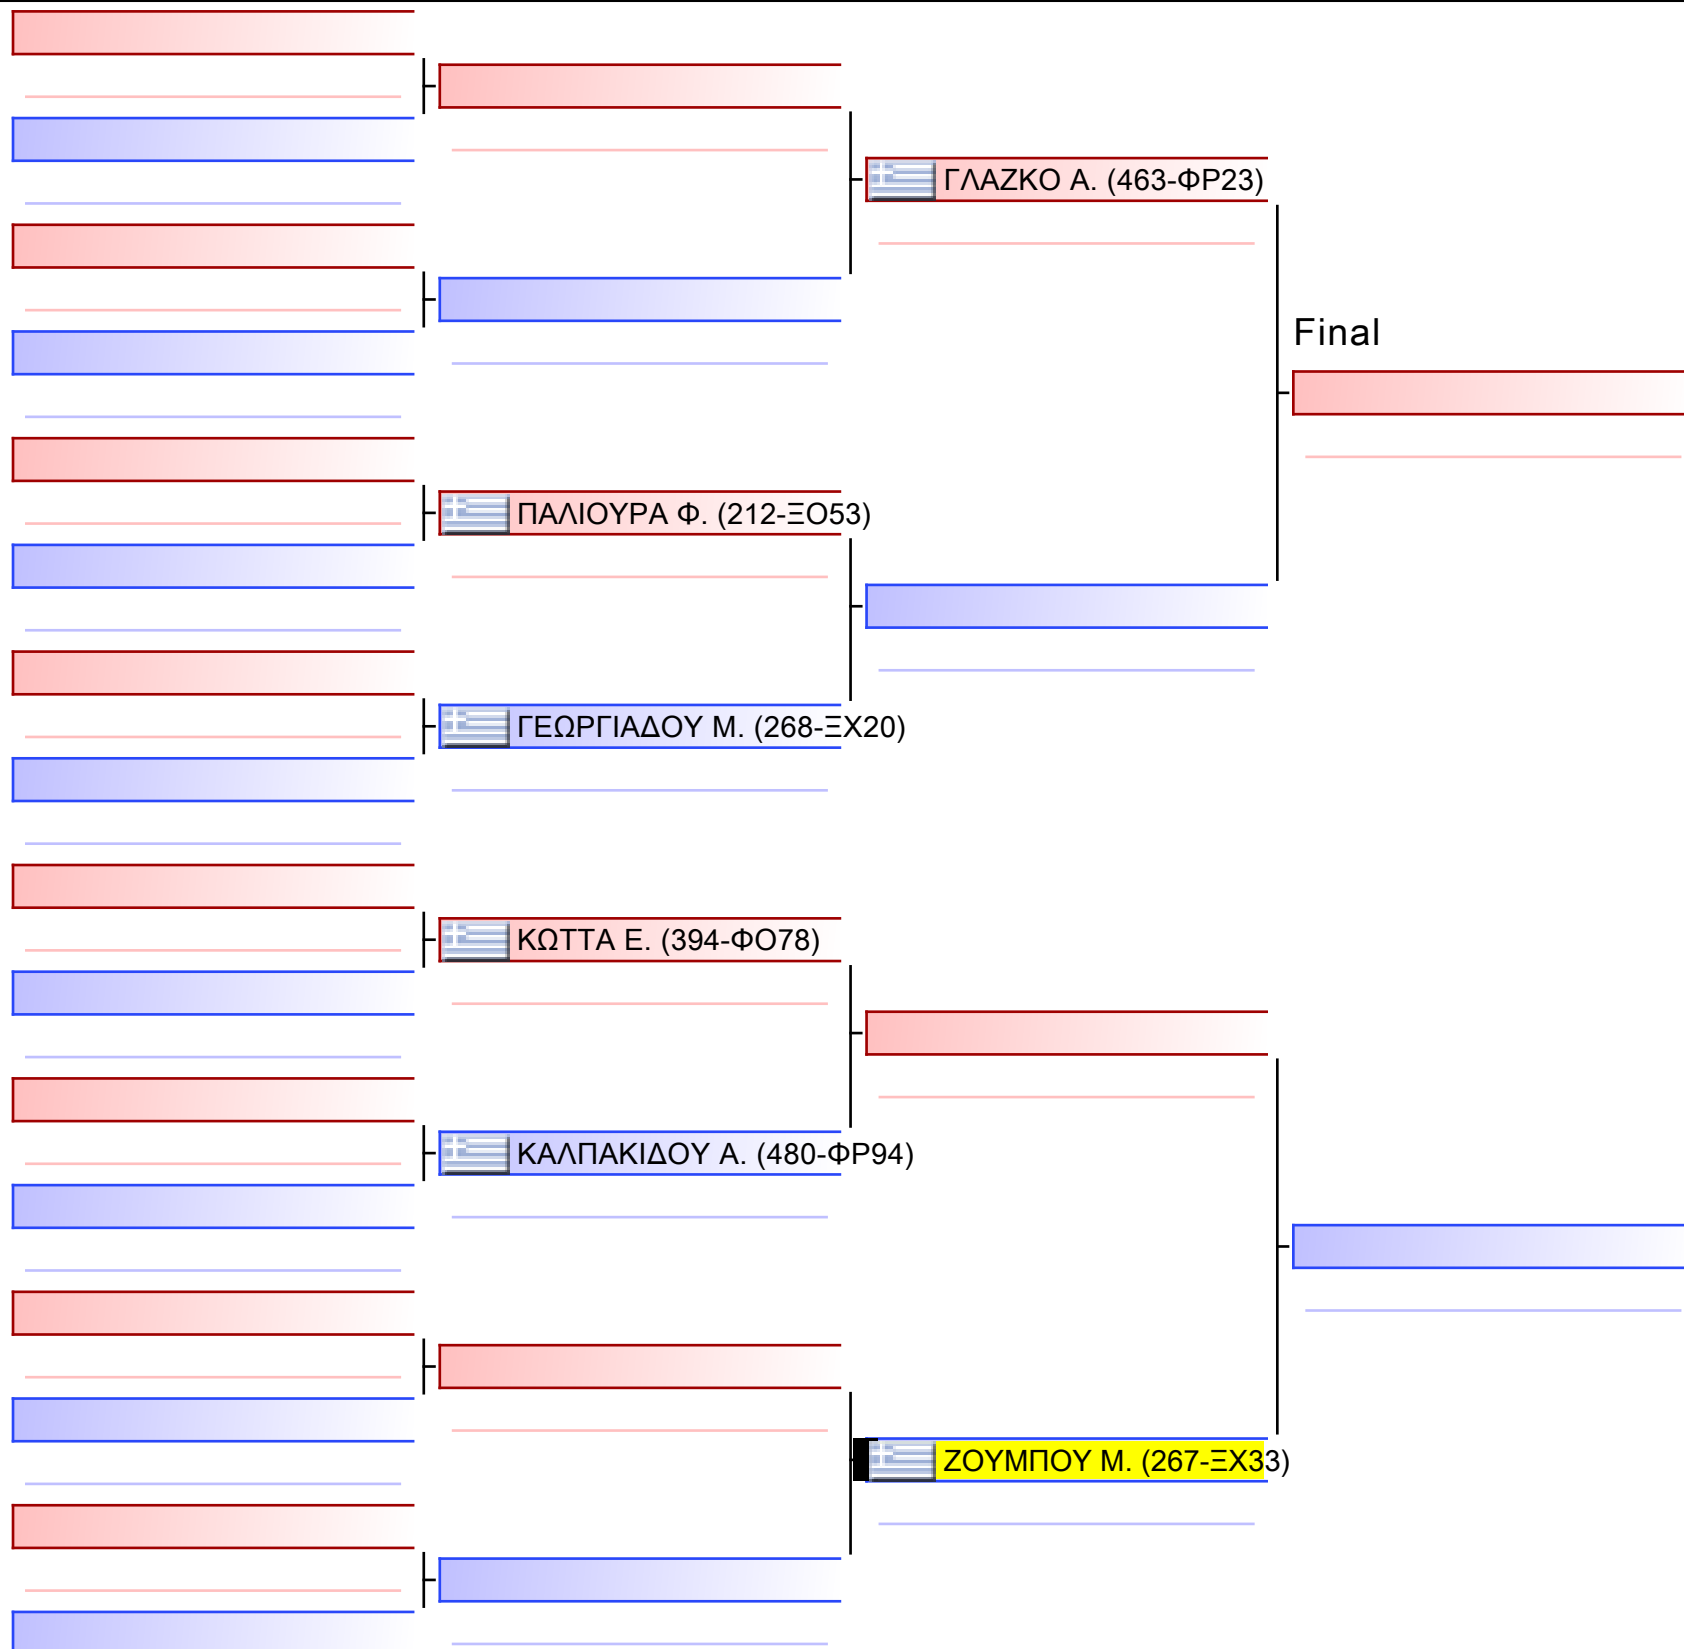 ΓΛΑΖΚΟ Α. (463-ΦΡ23)
Final
ΠΑΛΙΟΥΡΑ Φ. (212-ΞΟ53)
ΓΕΩΡΓΙΑΔΟΥ Μ. (268-ΞΧ20)
ΚΩΤΤΑ Ε. (394-ΦΟ78)
ΚΑΛΠΑΚΙΔΟΥ Α. (480-ΦΡ94)
ΖΟΥΜΠΟΥ Μ. (267-ΞΧ33)